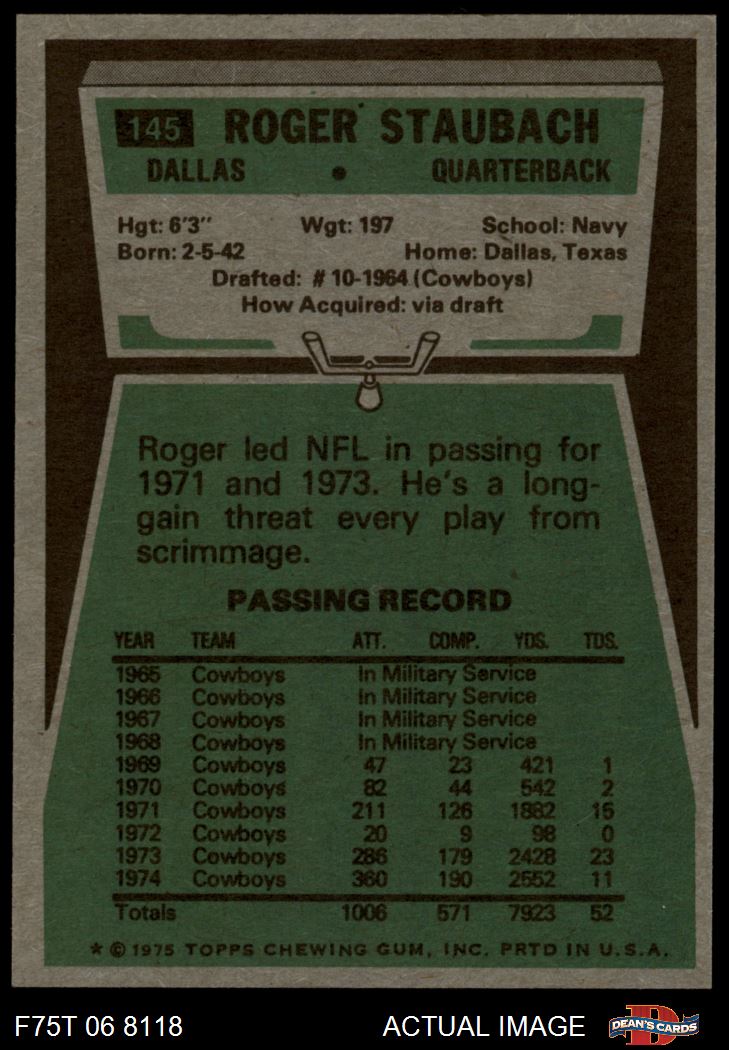 145 ROGER STAUBACH
DALLAS • QUARTERBACK
Hgt: 6'3" Wgt: 197 School: Navy
Born: 2-5-42 Home: Dallas, Texas
Drafted: # 10-1964 (Cowboys)
How Acquired: via draft
Roger led NFL in passing for
1971 and 1973. He's a long-
gain threat every play from
scrimmage.
PASSING RECORD
YEAR TEAM ATT. COMP. YDS. TDS.
1965 Cowboys In Military Service
1966 Cowboys In Military Service
1967 Cowboys In Military Service
1968 Cowboys In Military Service
1969 Cowboys 47 23 421 1
1970 Cowboys 82 44 542 2
1971 Cowboys 211 126 1882 15
1972 Cowboys 20 9 98 0
1973 Cowboys 286 179 2428 23
1974 Cowboys 360 190 2552 11
Totals 1006 571 7923 52
* © 1975 TOPPS CHEWING GUM, INC. PRTD IN U.S.A.
F75T 06 8118 ACTUAL IMAGE DEAN'S CARDS